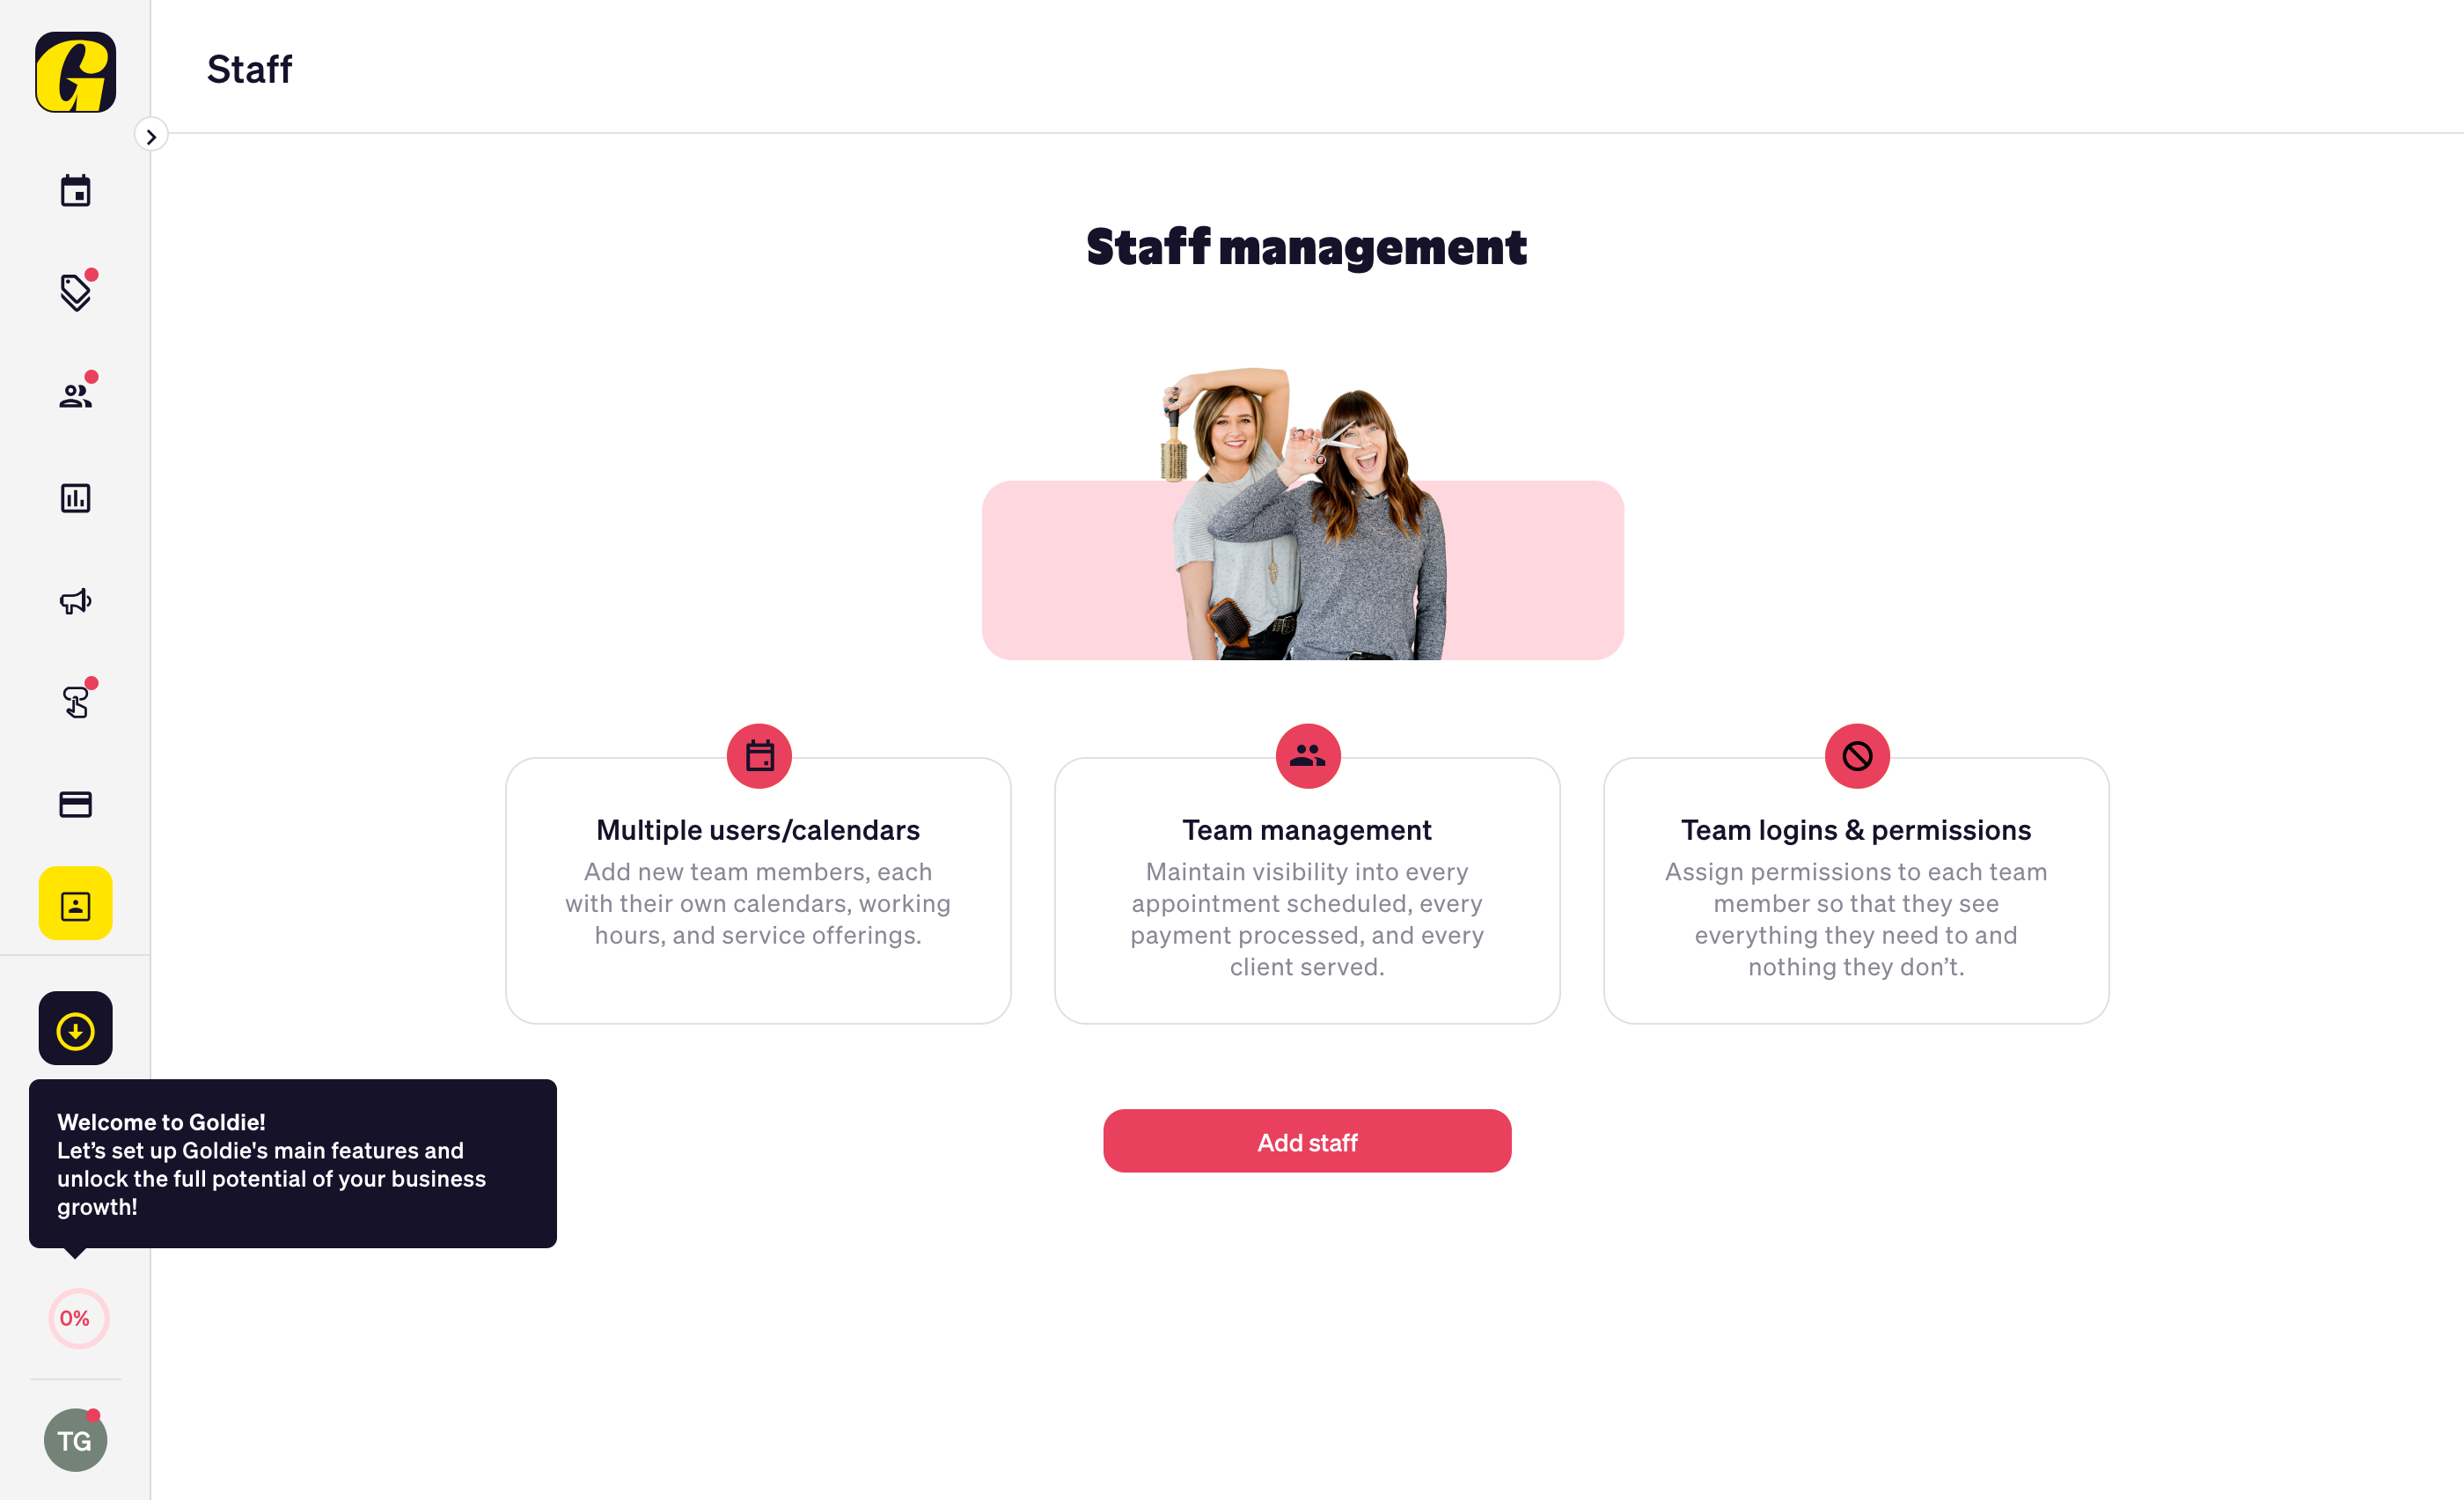 G
Staff
Staff management
Multiple users/calendars
Add new team members, each
with their own calendars, working
hours, and service offerings.
Team management
Maintain visibility into every
appointment scheduled, every
payment processed, and every
client served.
Team logins & permissions
Assign permissions to each team
member so that they see
everything they need to and
nothing they don’t.
Add staff
Welcome to Goldie!
Let’s set up Goldie's main features and
unlock the full potential of your business
growth!
0%
TG